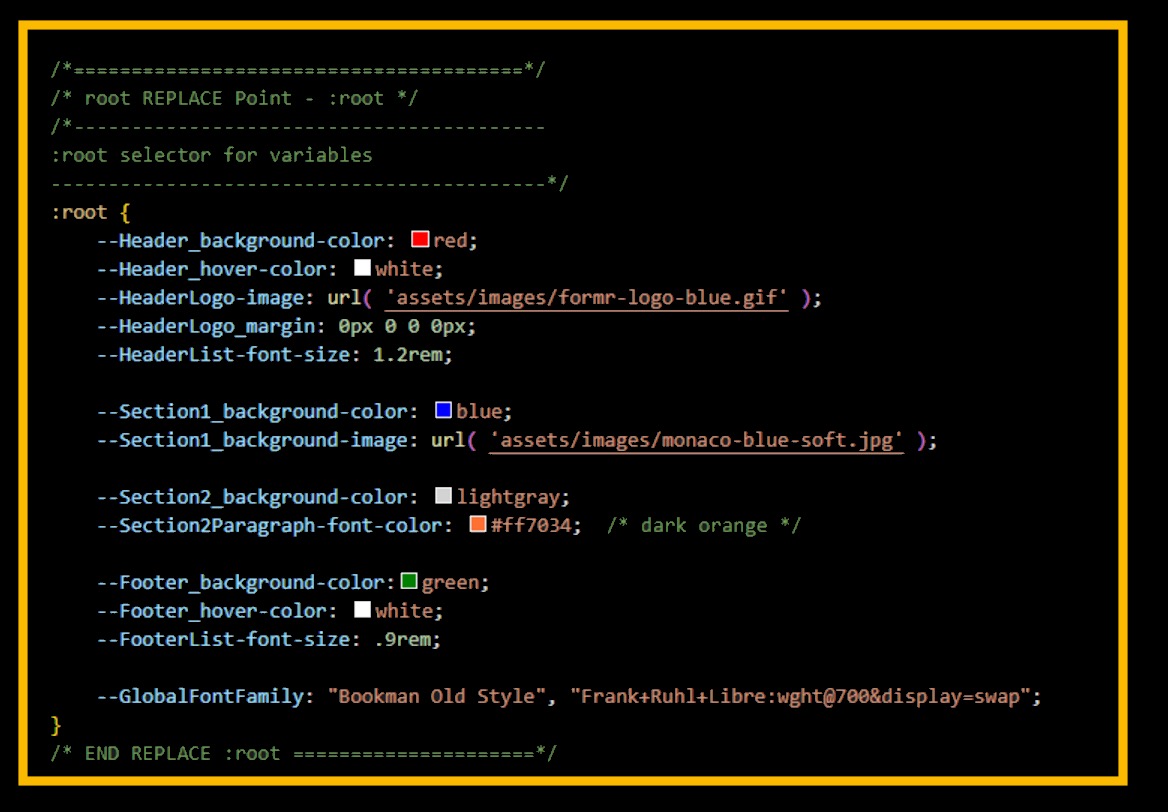 /*=======================================*/
/* root REPLACE Point - :root */
/*-----------------------------------------
:root selector for variables
-------------------------------------------*/
:root {
    --Header_background-color: red;
    --Header_hover-color: white;
    --HeaderLogo-image: url( 'assets/images/formr-logo-blue.gif' );
    --HeaderLogo_margin: 0px 0 0 0px;
    --HeaderList-font-size: 1.2rem;

    --Section1_background-color: blue;
    --Section1_background-image: url( 'assets/images/monaco-blue-soft.jpg' );

    --Section2_background-color: lightgray;
    --Section2Paragraph-font-color: #ff7034;  /* dark orange */

    --Footer_background-color: green;
    --Footer_hover-color: white;
    --FooterList-font-size: .9rem;

    --GlobalFontFamily: "Bookman Old Style", "Frank+Ruhl+Libre:wght@700&display=swap";
}
/* END REPLACE :root =====================*/